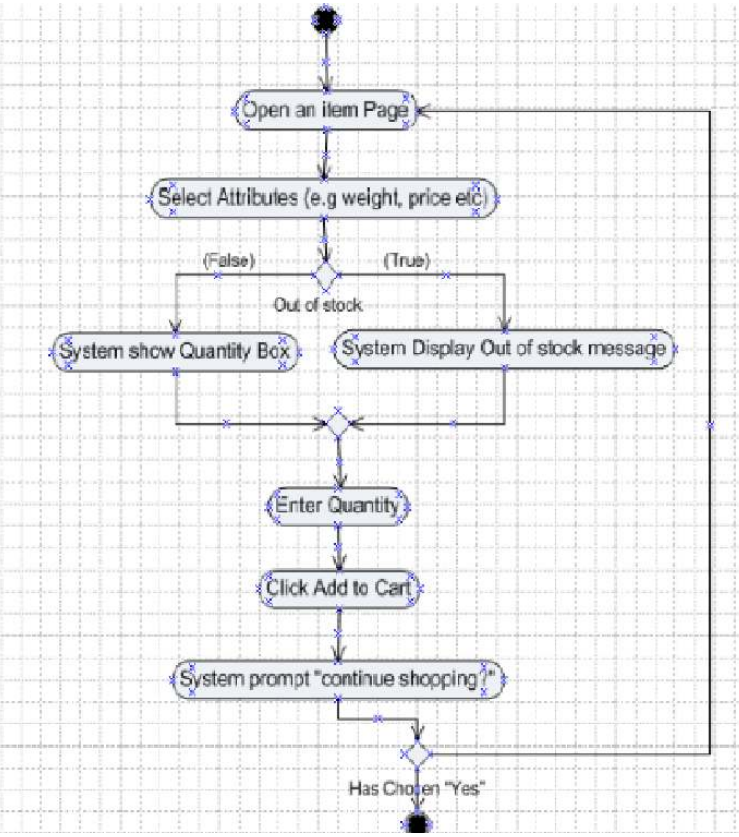 Open an item Page
Select Attributes (e.g weight, price etc)
(False)
(True)
Out of stock
System show Quantity Box
System Display Out of stock message
Enter Quantity
Click Add to Cart
System prompt "continue shopping?"
Has Chosen "Yes"